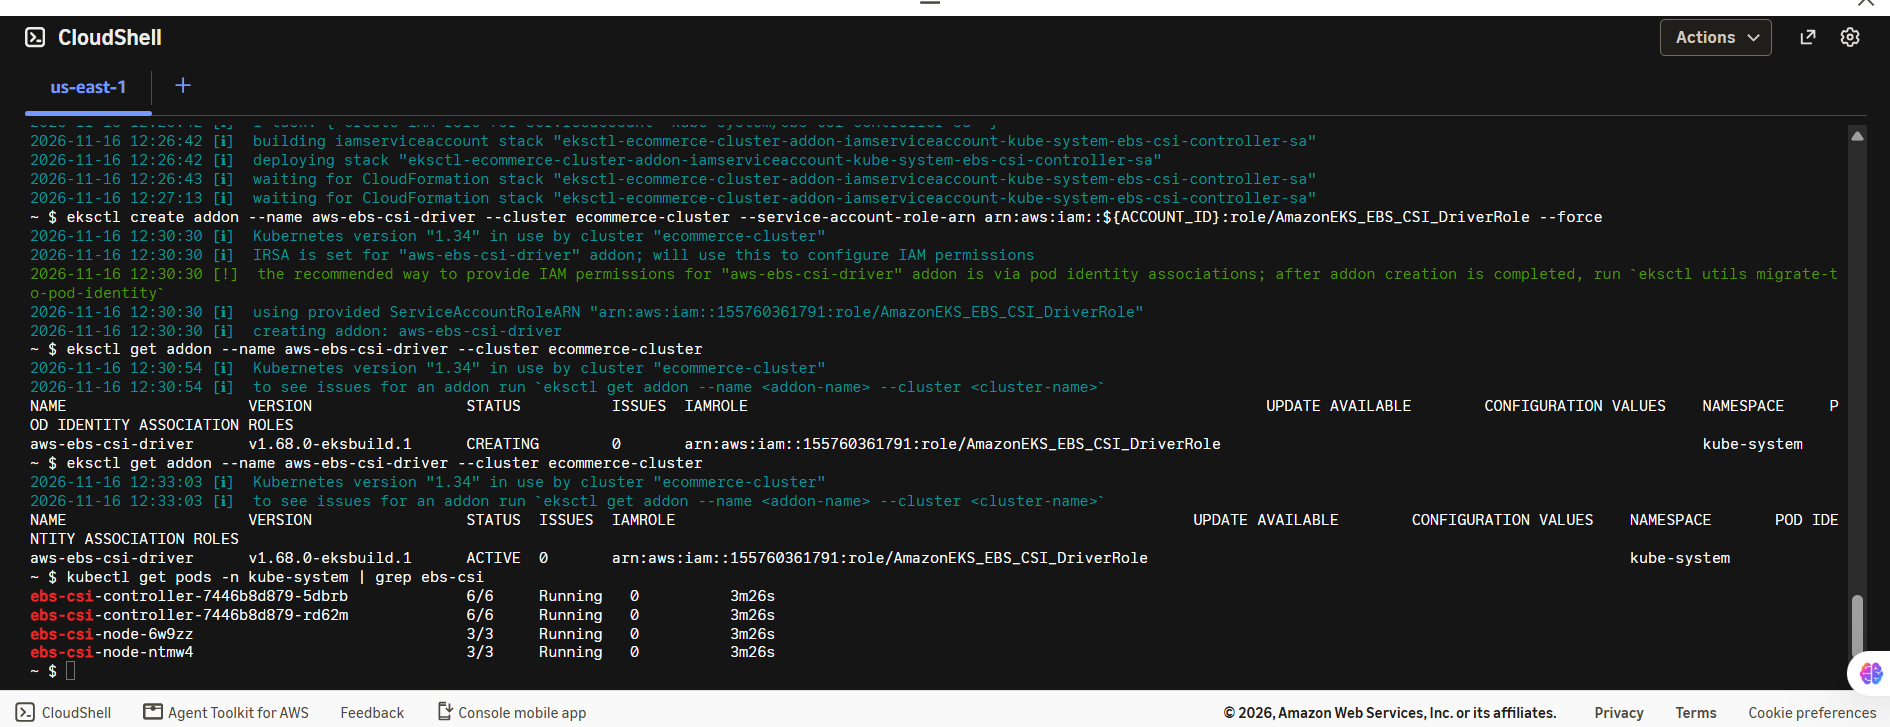 CloudShell
Actions
us-east-1
2026-11-16 12:26:42 [ℹ]  building iamserviceaccount stack "eksctl-ecommerce-cluster-addon-iamserviceaccount-kube-system-ebs-csi-controller-sa"
2026-11-16 12:26:42 [ℹ]  deploying stack "eksctl-ecommerce-cluster-addon-iamserviceaccount-kube-system-ebs-csi-controller-sa"
2026-11-16 12:26:43 [ℹ]  waiting for CloudFormation stack "eksctl-ecommerce-cluster-addon-iamserviceaccount-kube-system-ebs-csi-controller-sa"
2026-11-16 12:27:13 [ℹ]  waiting for CloudFormation stack "eksctl-ecommerce-cluster-addon-iamserviceaccount-kube-system-ebs-csi-controller-sa"
~ $ eksctl create addon --name aws-ebs-csi-driver --cluster ecommerce-cluster --service-account-role-arn arn:aws:iam::${ACCOUNT_ID}:role/AmazonEKS_EBS_CSI_DriverRole --force
2026-11-16 12:30:30 [ℹ]  Kubernetes version "1.34" in use by cluster "ecommerce-cluster"
2026-11-16 12:30:30 [ℹ]  IRSA is set for "aws-ebs-csi-driver" addon; will use this to configure IAM permissions
2026-11-16 12:30:30 [!]  the recommended way to provide IAM permissions for "aws-ebs-csi-driver" addon is via pod identity associations; after addon creation is completed, run `eksctl utils migrate-t
o-pod-identity`
2026-11-16 12:30:30 [ℹ]  using provided ServiceAccountRoleARN "arn:aws:iam::155760361791:role/AmazonEKS_EBS_CSI_DriverRole"
2026-11-16 12:30:30 [ℹ]  creating addon: aws-ebs-csi-driver
~ $ eksctl get addon --name aws-ebs-csi-driver --cluster ecommerce-cluster
2026-11-16 12:30:54 [ℹ]  Kubernetes version "1.34" in use by cluster "ecommerce-cluster"
2026-11-16 12:30:54 [ℹ]  to see issues for an addon run `eksctl get addon --name <addon-name> --cluster <cluster-name>`
NAME VERSION STATUS ISSUES IAMROLE UPDATE AVAILABLE CONFIGURATION VALUES NAMESPACE P
OD IDENTITY ASSOCIATION ROLES
aws-ebs-csi-driver v1.68.0-eksbuild.1 CREATING 0 arn:aws:iam::155760361791:role/AmazonEKS_EBS_CSI_DriverRole kube-system
~ $ eksctl get addon --name aws-ebs-csi-driver --cluster ecommerce-cluster
2026-11-16 12:33:03 [ℹ]  Kubernetes version "1.34" in use by cluster "ecommerce-cluster"
2026-11-16 12:33:03 [ℹ]  to see issues for an addon run `eksctl get addon --name <addon-name> --cluster <cluster-name>`
NAME VERSION STATUS ISSUES IAMROLE UPDATE AVAILABLE CONFIGURATION VALUES NAMESPACE POD IDE
NTITY ASSOCIATION ROLES
aws-ebs-csi-driver v1.68.0-eksbuild.1 ACTIVE 0 arn:aws:iam::155760361791:role/AmazonEKS_EBS_CSI_DriverRole kube-system
~ $ kubectl get pods -n kube-system | grep ebs-csi
ebs-csi-controller-7446b8d879-5dbrb 6/6 Running 0 3m26s
ebs-csi-controller-7446b8d879-rd62m 6/6 Running 0 3m26s
ebs-csi-node-6w9zz 3/3 Running 0 3m26s
ebs-csi-node-ntmw4 3/3 Running 0 3m26s
~ $
CloudShell Agent Toolkit for AWS Feedback Console mobile app © 2026, Amazon Web Services, Inc. or its affiliates. Privacy Terms Cookie preferences